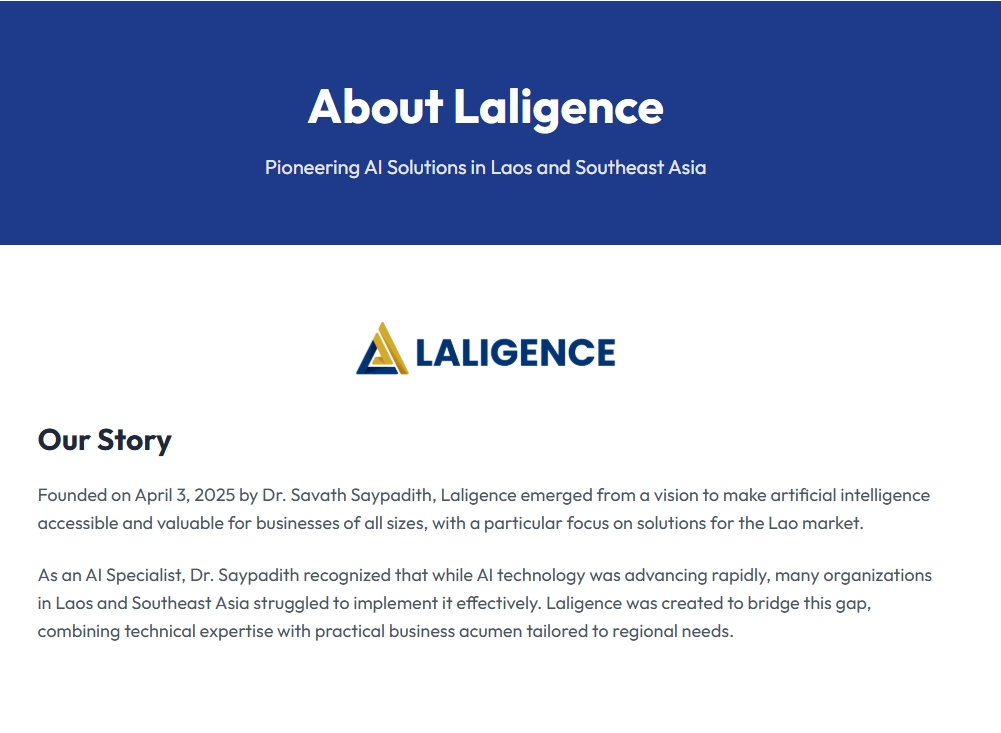 About Laligence
Pioneering AI Solutions in Laos and Southeast Asia
LALIGENCE
Our Story
Founded on April 3, 2025 by Dr. Savath Saypadith, Laligence emerged from a vision to make artificial intelligence
accessible and valuable for businesses of all sizes, with a particular focus on solutions for the Lao market.
As an AI Specialist, Dr. Saypadith recognized that while AI technology was advancing rapidly, many organizations
in Laos and Southeast Asia struggled to implement it effectively. Laligence was created to bridge this gap,
combining technical expertise with practical business acumen tailored to regional needs.